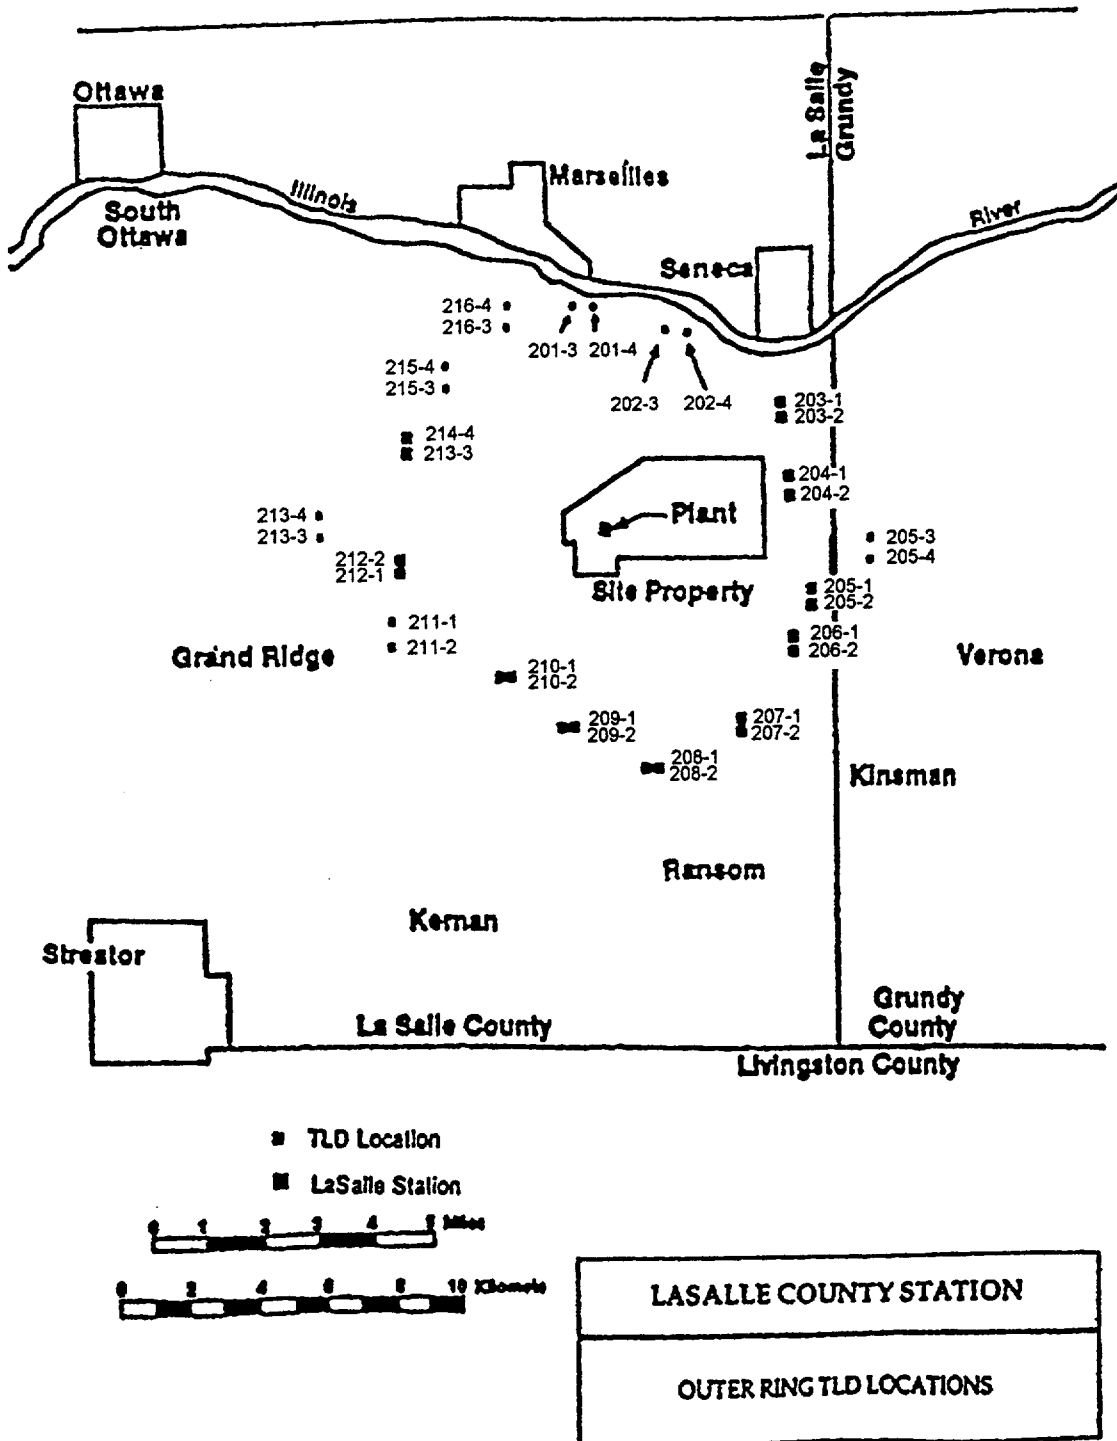 Ottawa
La Salle
Grundy
Marseilles
Illinois
South
Ottawa
River
Seneca
216-4
216-3
201-3
201-4
215-4
215-3
202-3
202-4
203-1
203-2
214-4
213-3
204-1
204-2
Plant
213-4
213-3
205-3
205-4
212-2
212-1
Site Property
205-1
205-2
211-1
211-2
206-1
206-2
Grand Ridge
Verona
210-1
210-2
209-1
209-2
207-1
207-2
208-1
208-2
Kinsman
Ransom
Kernan
Streator
La Salle County
Grundy
County
Livingston County
TLD Location
LaSalle Station
0 1 2 3 4 5 Miles
0 2 4 6 8 10 Kilometers
LASALLE COUNTY STATION
OUTER RING TLD LOCATIONS